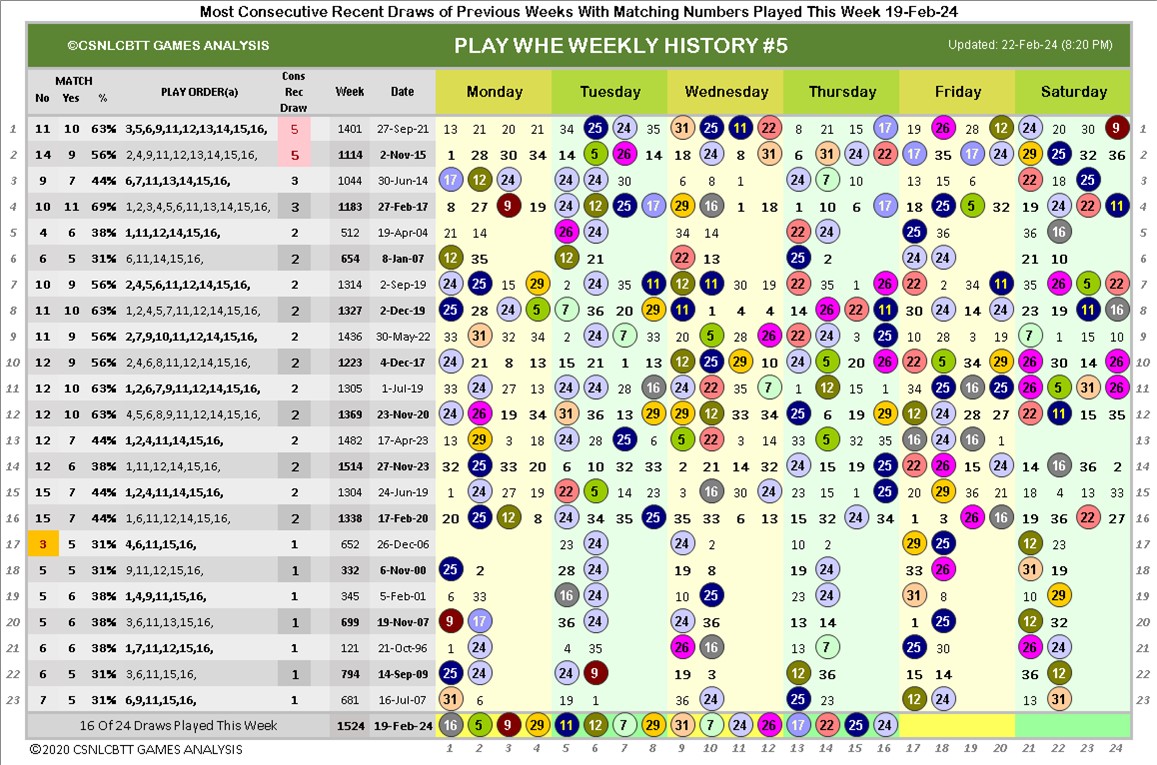 Most Consecutive Recent Draws of Previous Weeks With Matching Numbers Played This Week 19-Feb-24
©CSNLCBTT GAMES ANALYSIS PLAY WHE WEEKLY HISTORY #5 Updated: 22-Feb-24 (8:20 PM)
No MATCH Yes % PLAY ORDER(a) Cons Rec Draw Week Date Monday Tuesday Wednesday Thursday Friday Saturday
1 11 10 63% 3,5,6,9,11,12,13,14,15,16, 5 1401 27-Sep-21 13 21 20 21 34 25 24 35 31 25 11 22 8 21 15 17 19 26 28 12 24 20 30 9 1
2 14 9 56% 2,4,9,11,12,13,14,15,16, 5 1114 2-Nov-15 1 28 30 34 14 5 26 14 18 24 8 31 6 31 24 22 17 35 17 24 29 22 32 36 2
3 9 7 44% 6,7,11,13,14,15,16, 3 1044 30-Jun-14 17 12 24 24 24 30 6 8 1 24 7 10 13 15 6 22 18 25 3
4 10 11 69% 1,2,3,4,5,6,11,13,14,15,16, 3 1183 27-Feb-17 8 27 9 19 24 12 25 17 29 16 1 18 1 10 6 17 18 25 5 32 19 24 22 11 4
5 4 6 38% 1,11,12,14,15,16, 2 512 19-Apr-04 21 14 26 24 34 14 22 24 25 36 36 16 5
6 6 5 31% 6,11,14,15,16, 2 654 8-Jan-07 12 35 12 21 22 13 25 2 24 24 21 10 6
7 10 9 56% 2,4,5,6,11,12,14,15,16, 2 1314 2-Sep-19 24 25 15 29 2 24 35 11 12 11 30 19 22 35 1 26 22 2 34 11 35 26 5 22 7
8 11 10 63% 1,2,4,5,7,11,12,14,15,16, 2 1327 2-Dec-19 25 28 24 5 7 36 20 29 11 1 4 4 14 26 22 11 30 24 14 24 23 19 11 16 8
9 11 9 56% 2,7,9,10,11,12,14,15,16, 2 1436 30-May-22 33 31 32 34 2 24 7 33 10 5 28 26 22 24 3 25 10 28 3 19 7 1 15 10 9
10 12 9 56% 2,4,6,8,11,12,14,15,16, 2 1223 4-Dec-17 24 21 8 13 15 21 1 13 12 25 29 10 24 5 20 26 22 5 34 29 26 30 14 26 10
11 12 10 63% 1,2,6,7,9,11,12,14,15,16, 2 1305 1-Jul-19 33 24 27 13 24 24 28 16 24 22 35 7 1 12 15 1 34 25 16 25 26 5 31 26 11
12 12 10 63% 4,5,6,8,9,11,12,14,15,16, 2 1369 23-Nov-20 24 26 19 34 31 36 13 29 29 12 33 34 25 6 19 29 12 24 28 27 22 11 15 35 12
13 12 7 44% 1,2,4,11,14,15,16, 2 1482 17-Apr-23 13 29 3 18 24 28 25 6 5 22 3 14 33 5 32 35 16 24 16 1 13
14 12 6 38% 1,11,12,14,15,16, 2 1514 27-Nov-23 32 25 33 20 6 10 32 33 2 21 14 32 24 15 19 25 22 26 15 24 14 16 36 2 14
15 15 7 44% 1,2,4,11,14,15,16, 2 1304 24-Jun-19 1 24 27 19 22 5 14 23 3 16 30 24 23 15 1 25 20 29 36 21 18 4 13 33 15
16 15 7 44% 1,6,11,12,14,15,16, 2 1338 17-Feb-20 20 25 12 8 24 34 35 25 35 33 6 13 15 32 24 34 1 3 26 16 19 36 22 27 16
17 3 5 31% 4,6,11,15,16, 1 652 26-Dec-06 23 24 24 2 10 2 29 25 12 23 17
18 5 5 31% 9,11,12,15,16, 1 332 6-Nov-00 25 2 28 24 19 8 19 24 33 26 31 19 18
19 5 6 38% 1,4,9,11,15,16, 1 345 5-Feb-01 6 33 16 24 10 25 23 24 31 8 10 29 19
20 5 6 38% 3,6,11,13,15,16, 1 699 19-Nov-07 9 17 36 24 24 36 13 14 1 25 12 32 20
21 6 6 38% 1,7,11,12,15,16, 1 121 21-Oct-96 1 24 4 35 26 16 13 7 25 30 26 24 21
22 6 5 31% 3,6,11,15,16, 1 794 14-Sep-09 25 24 24 9 19 3 12 36 15 14 36 12 22
23 7 5 31% 6,9,11,15,16, 1 681 16-Jul-07 31 6 19 1 36 24 25 23 12 24 13 31 23
16 Of 24 Draws Played This Week 1524 19-Feb-24 16 5 9 29 11 12 7 29 31 7 24 26 17 22 25 24
©2020 CSNLCBTT GAMES ANALYSIS 1 2 3 4 5 6 7 8 9 10 11 12 13 14 15 16 17 18 19 20 21 22 23 24